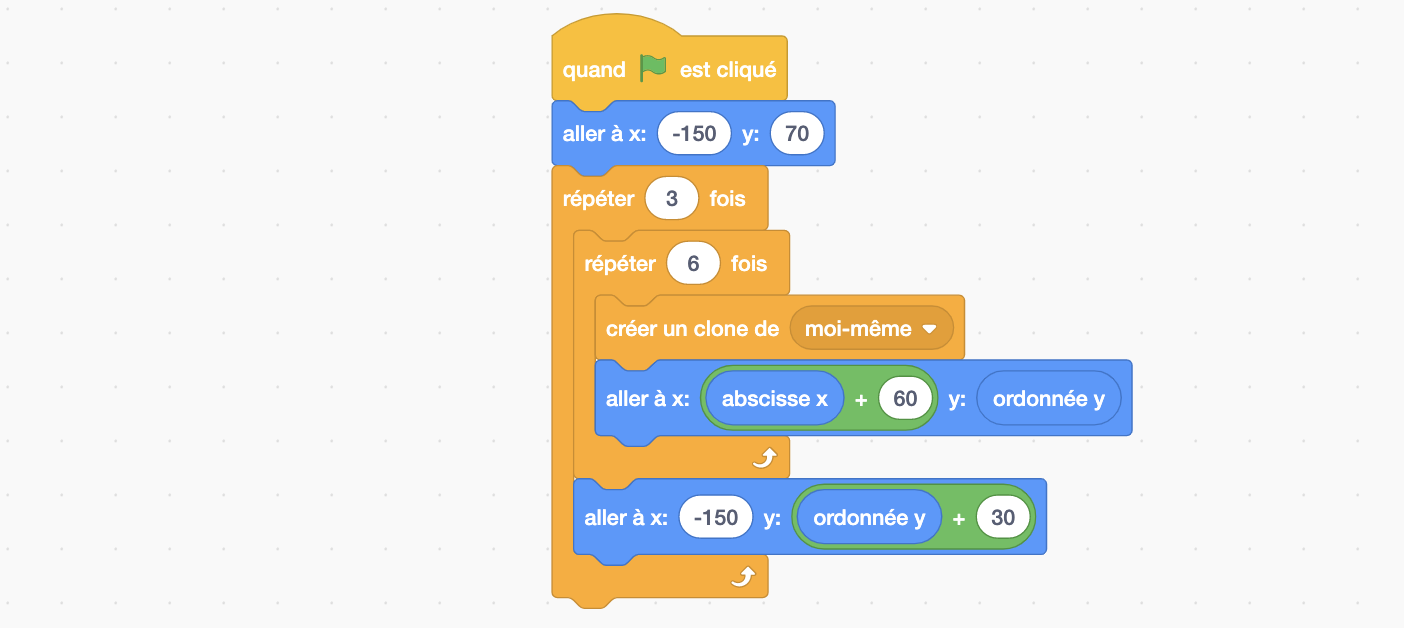 quand est cliqué
aller à x: -150 y: 70
répéter 3 fois
répéter 6 fois
créer un clone de moi-même
aller à x: abscisse x + 60 y: ordonnée y
aller à x: -150 y: ordonnée y + 30